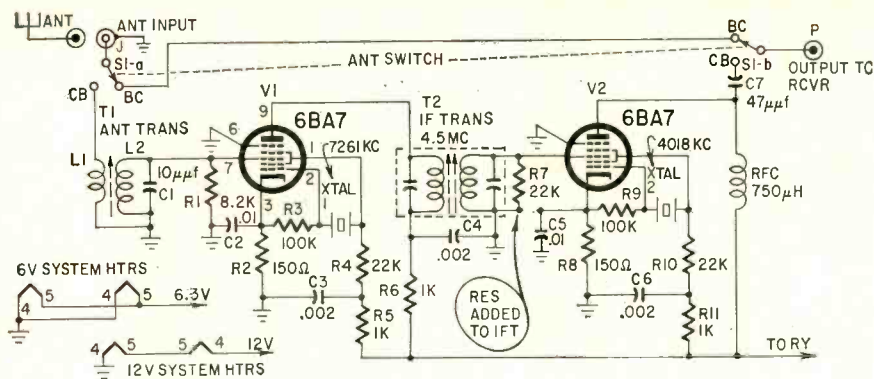 ANT
ANT INPUT
J
S1-a
ANT SWITCH
CB
BC
BC
P
CB
S1-b
OUTPUT TO RCVR
C7
47μμf
T1
ANT TRANS
L1
L2
10μμf
C1
R1
8.2K
V1
9
6BA7
6
7
1
2
3
7261KC
XTAL
1
.01
C2
R3
100K
R2
150Ω
R4
22K
C3
.002
R5
1K
R6
1K
T2
IF TRANS
4.5MC
C4
.002
R7
22K
RES
ADDED
TO IFT
V2
6BA7
4018KC
XTAL
2
C5
.01
R9
100K
R8
150Ω
R10
22K
C6
.002
R11
1K
RFC
750μH
TO RY
6V SYSTEM HTRS
4
5
4
5
6.3V
4
5
5
4
12V
12V SYSTEM HTRS